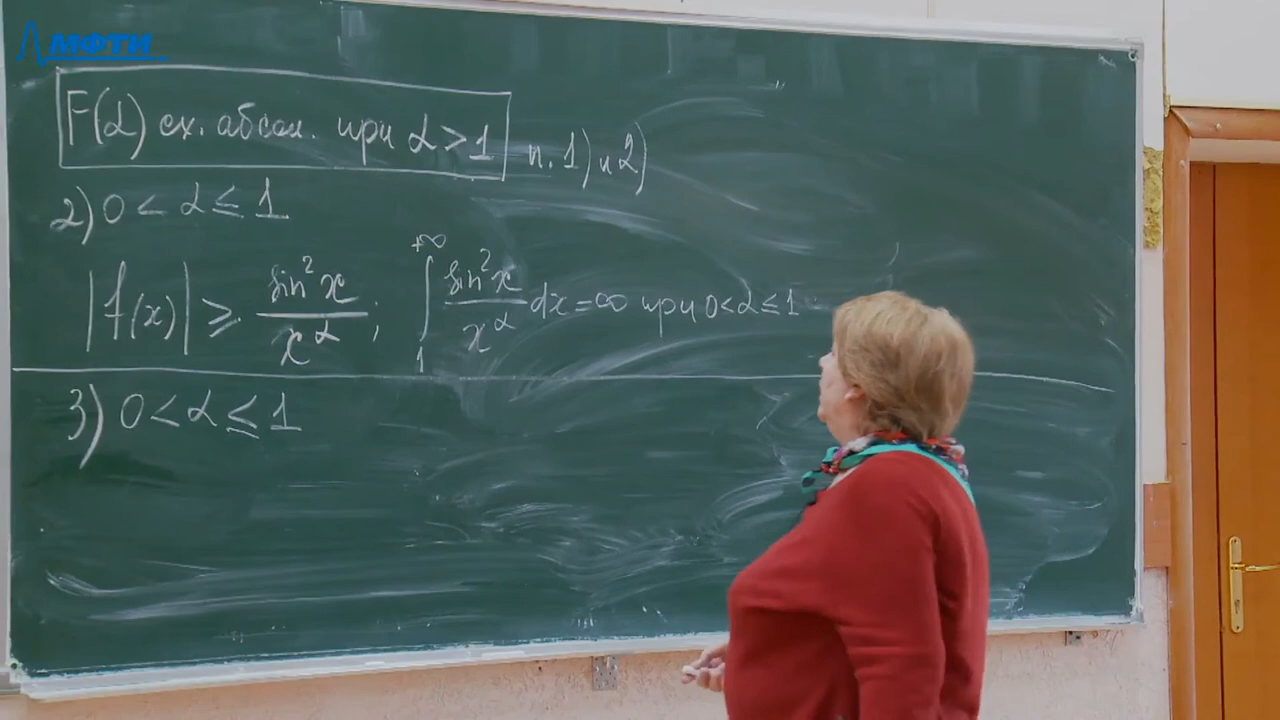 МФТИ
F(α) сх. абсол. при α > 1 п. 1) и 2)
2) 0 < α ≤ 1
|f(x)| ≥ sin²x / x^α ; ∫₁^{+∞} sin²x / x^α dx = ∞ при 0 < α ≤ 1
3) 0 < α ≤ 1